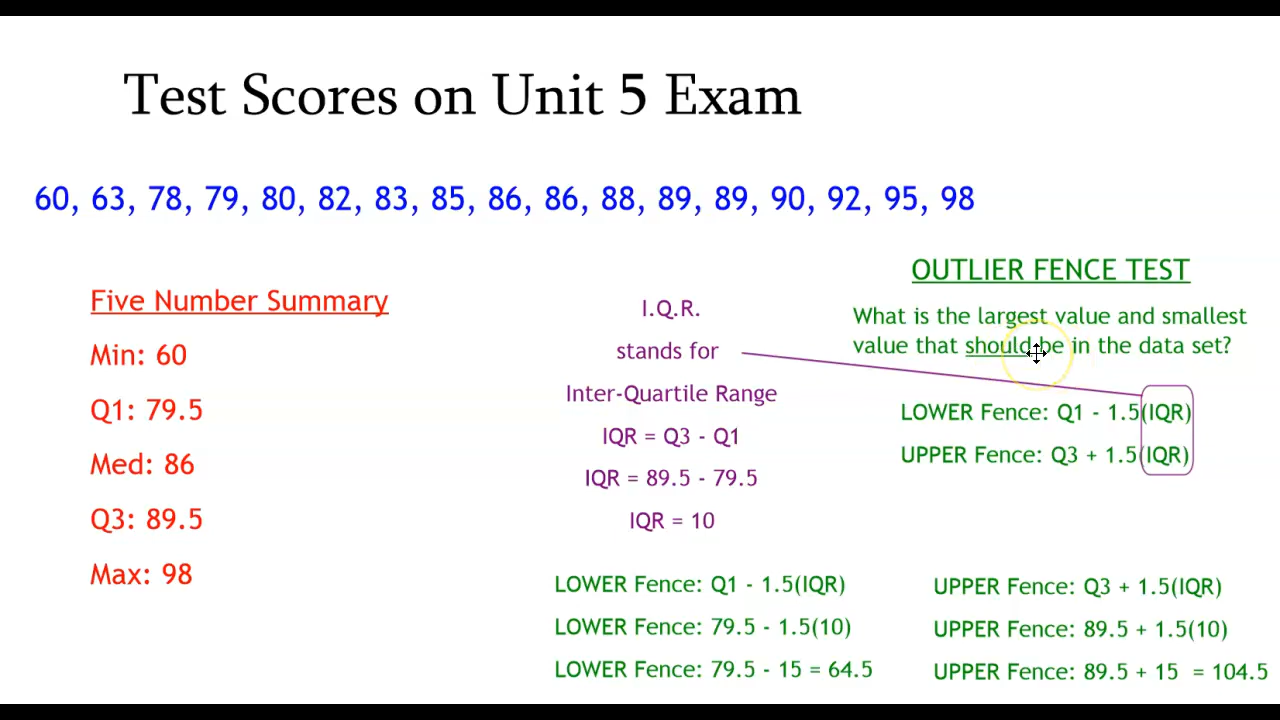 Test Scores on Unit 5 Exam
60, 63, 78, 79, 80, 82, 83, 85, 86, 86, 88, 89, 89, 90, 92, 95, 98
Five Number Summary
Min: 60
Q1: 79.5
Med: 86
Q3: 89.5
Max: 98
I.Q.R.
stands for
Inter-Quartile Range
IQR = Q3 - Q1
IQR = 89.5 - 79.5
IQR = 10
OUTLIER FENCE TEST
What is the largest value and smallest
value that should be in the data set?
LOWER Fence: Q1 - 1.5(IQR)
UPPER Fence: Q3 + 1.5(IQR)
LOWER Fence: Q1 - 1.5(IQR)
LOWER Fence: 79.5 - 1.5(10)
LOWER Fence: 79.5 - 15 = 64.5
UPPER Fence: Q3 + 1.5(IQR)
UPPER Fence: 89.5 + 1.5(10)
UPPER Fence: 89.5 + 15 = 104.5